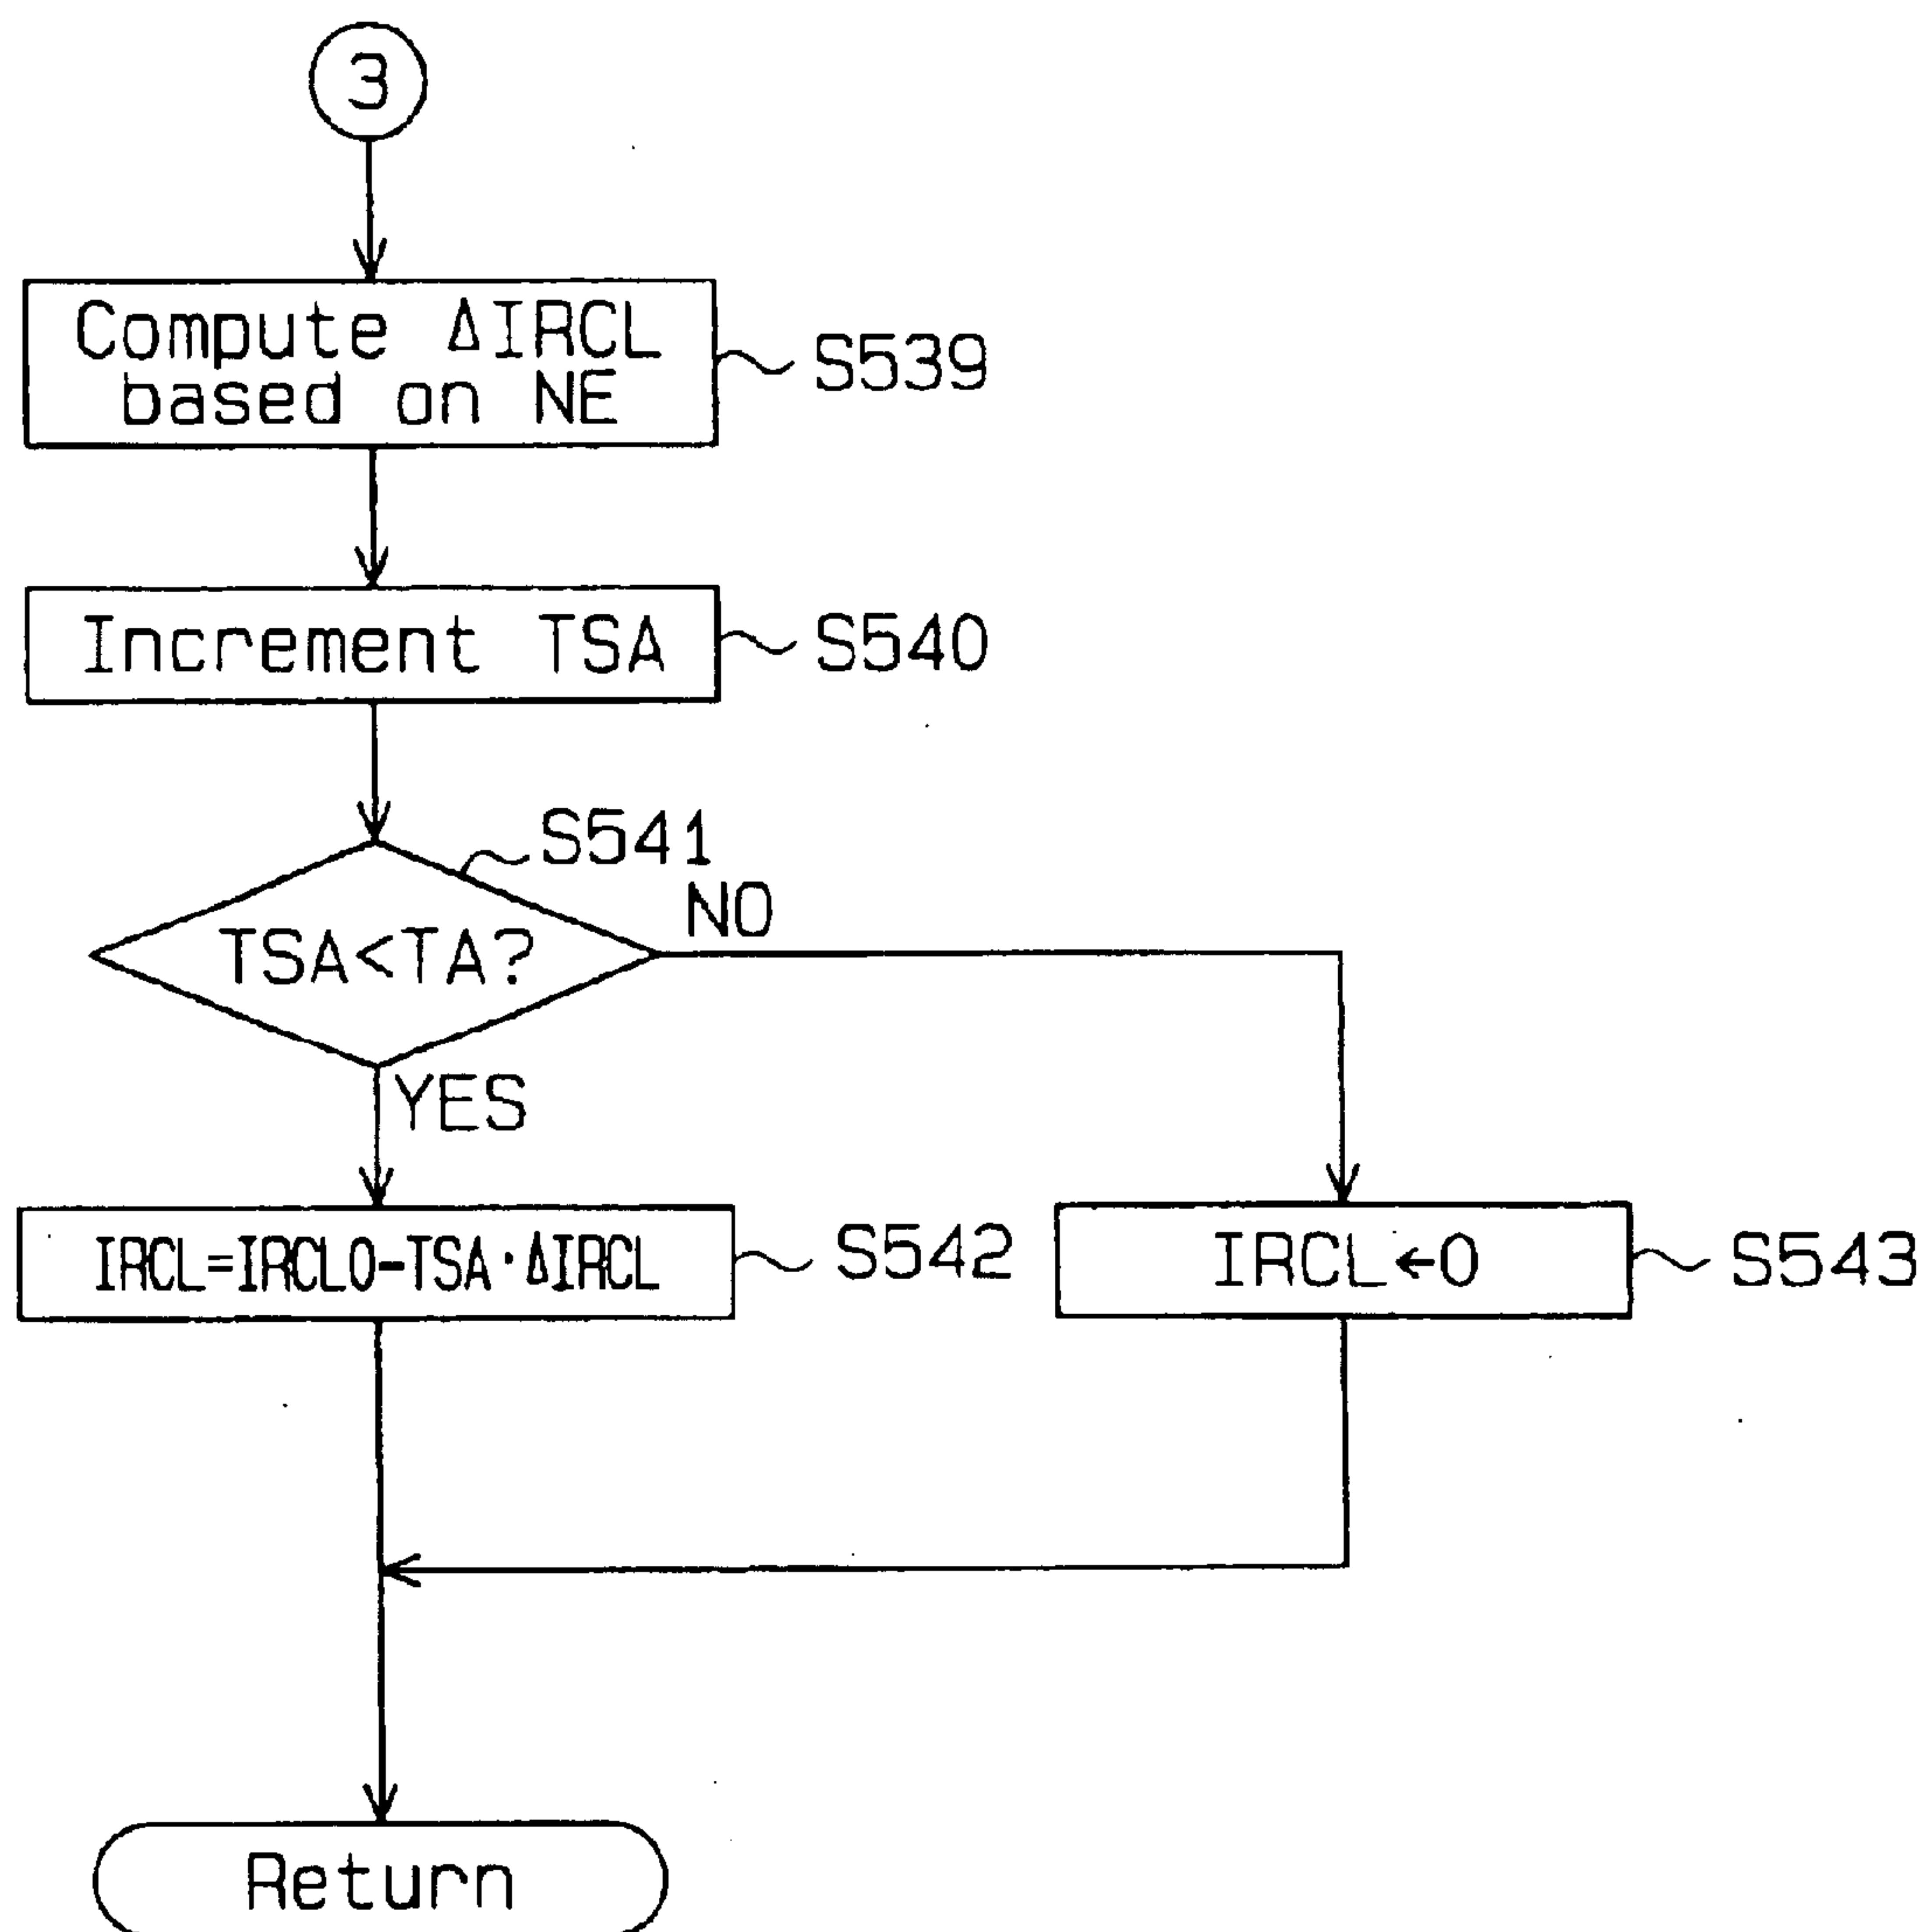 3
Compute ΔIRCL
based on NE
S539
Increment TSA
S540
S541
TSA<TA?
NO
YES
IRCL=IRCL0-TSA·ΔIRCL
S542
IRCL←0
S543
Return